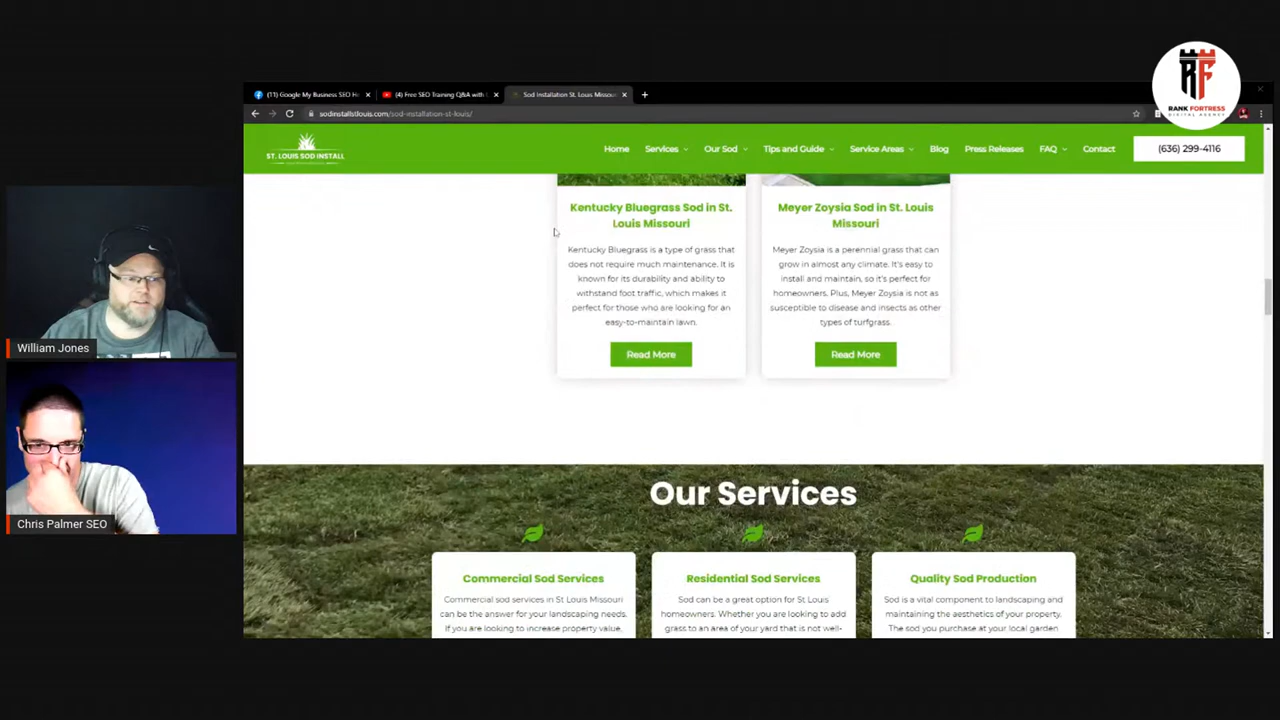 RF
RANK FORTRESS
DIGITAL AGENCY
(11) Google My Business SEO He
(4) Free SEO Training Q&A with
Sod Installation St. Louis Missouri
sodinstallstlouis.com/sod-installation-st-louis/
ST. LOUIS SOD INSTALL
Home
Services
Our Sod
Tips and Guide
Service Areas
Blog
Press Releases
FAQ
Contact
(636) 299-4116
Kentucky Bluegrass Sod in St.
Louis Missouri
Kentucky Bluegrass is a type of grass that
does not require much maintenance. It is
known for its durability and ability to
withstand foot traffic, which makes it
perfect for those who are looking for an
easy-to-maintain lawn.
Read More
Meyer Zoysia Sod in St. Louis
Missouri
Meyer Zoysia is a perennial grass that can
grow in almost any climate. It's easy to
install and maintain, so it's perfect for
homeowners. Plus, Meyer Zoysia is not as
susceptible to disease and insects as other
types of turfgrass.
Read More
William Jones
Chris Palmer SEO
Our Services
Commercial Sod Services
Commercial sod services in St Louis Missouri
can be the answer for your landscaping needs.
If you are looking to increase property value,
Residential Sod Services
Sod can be a great option for St Louis
homeowners. Whether you are looking to add
grass to an area of your yard that is not well-
Quality Sod Production
Sod is a vital component to landscaping and
maintaining the aesthetics of your property.
The sod you purchase at your local garden